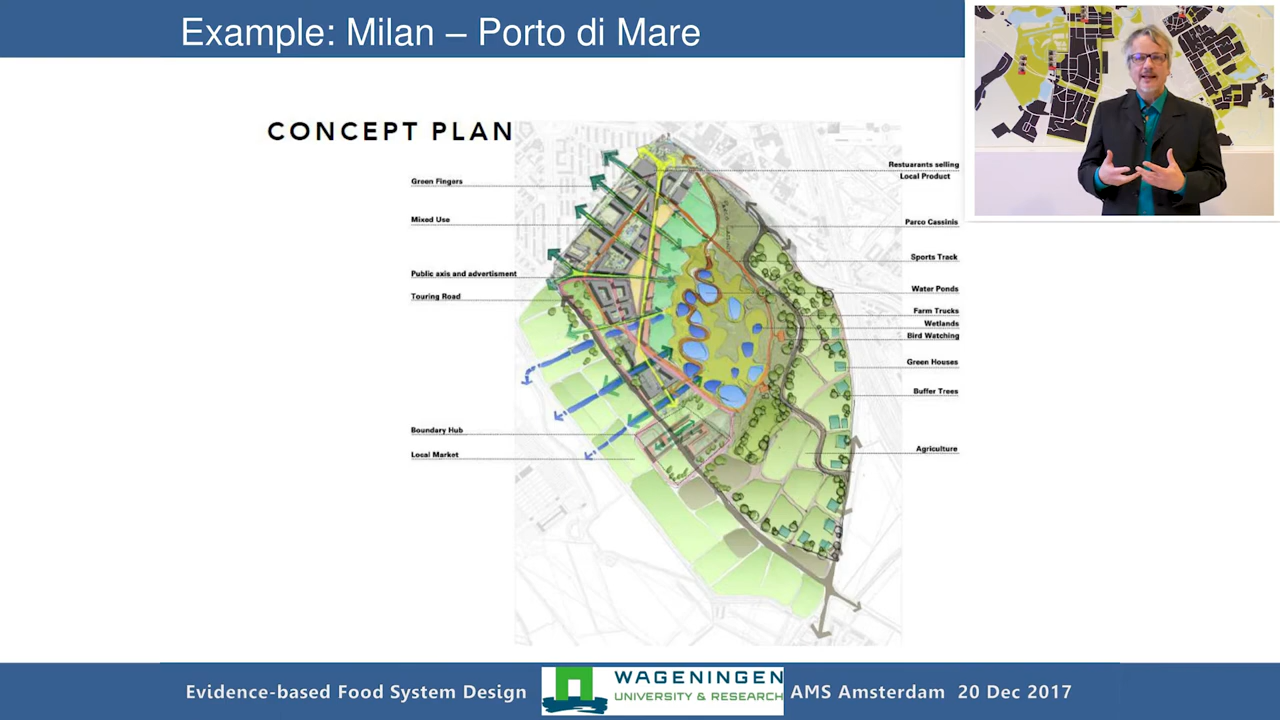 Example: Milan – Porto di Mare
CONCEPT PLAN
Green Fingers
Mixed Use
Public axis and advertisment
Touring Road
Boundary Hub
Local Market
Restuarants selling
Local Product
Parco Cassinis
Sports Track
Water Ponds
Farm Trucks
Wetlands
Bird Watching
Green Houses
Buffer Trees
Agriculture
Evidence-based Food System Design
WAGENINGEN
UNIVERSITY & RESEARCH
AMS Amsterdam 20 Dec 2017